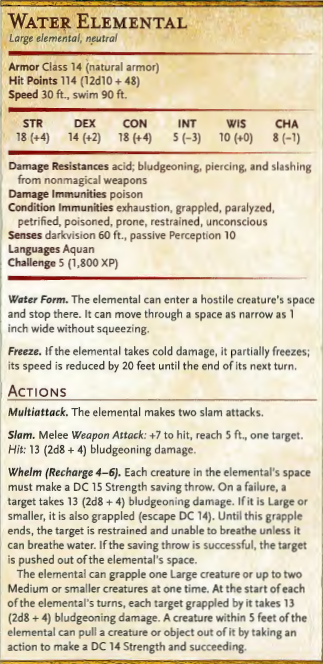 WATER ELEMENTAL
Large elemental, neutral
Armor Class 14 (natural armor)
Hit Points 114 (12d10 + 48)
Speed 30 ft., swim 90 ft.
STR DEX CON INT WIS CHA
18 (+4) 14 (+2) 18 (+4) 5 (−3) 10 (+0) 8 (−1)
Damage Resistances acid; bludgeoning, piercing, and slashing
from nonmagical weapons
Damage Immunities poison
Condition Immunities exhaustion, grappled, paralyzed,
petrified, poisoned, prone, restrained, unconscious
Senses darkvision 60 ft., passive Perception 10
Languages Aquan
Challenge 5 (1,800 XP)
Water Form. The elemental can enter a hostile creature's space
and stop there. It can move through a space as narrow as 1
inch wide without squeezing.
Freeze. If the elemental takes cold damage, it partially freezes;
its speed is reduced by 20 feet until the end of its next turn.
ACTIONS
Multiattack. The elemental makes two slam attacks.
Slam. Melee Weapon Attack: +7 to hit, reach 5 ft., one target.
Hit: 13 (2d8 + 4) bludgeoning damage.
Whelm (Recharge 4–6). Each creature in the elemental's space
must make a DC 15 Strength saving throw. On a failure, a
target takes 13 (2d8 + 4) bludgeoning damage. If it is Large or
smaller, it is also grappled (escape DC 14). Until this grapple
ends, the target is restrained and unable to breathe unless it
can breathe water. If the saving throw is successful, the target
is pushed out of the elemental's space.
The elemental can grapple one Large creature or up to two
Medium or smaller creatures at one time. At the start of each
of the elemental's turns, each target grappled by it takes 13
(2d8 + 4) bludgeoning damage. A creature within 5 feet of the
elemental can pull a creature or object out of it by taking an
action to make a DC 14 Strength and succeeding.